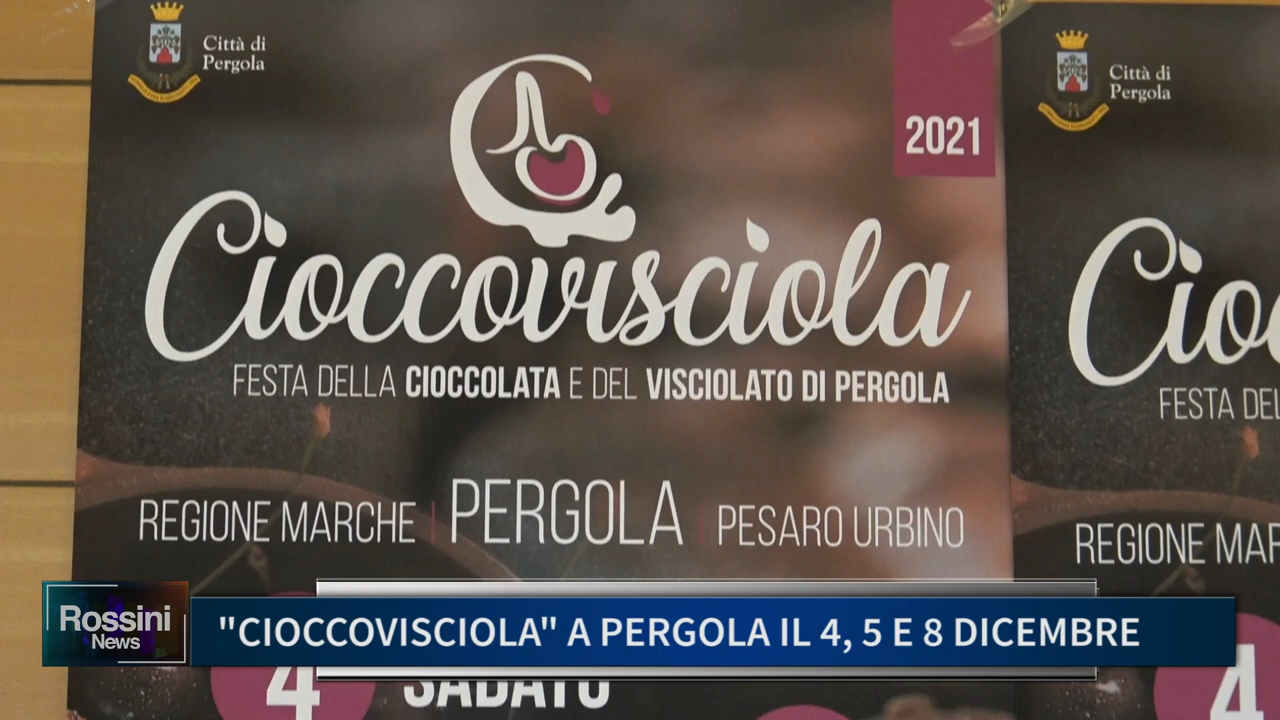 Città di
Pergola
2021
Cioccovisciola
FESTA DELLA CIOCCOLATA E DEL VISCIOLATO DI PERGOLA
REGIONE MARCHE | PERGOLA | PESARO URBINO
4 SABATO
Città di
Pergola
Cioc
FESTA DEL
REGIONE MAR
4
Rossini
News
"CIOCCOVISCIOLA" A PERGOLA IL 4, 5 E 8 DICEMBRE